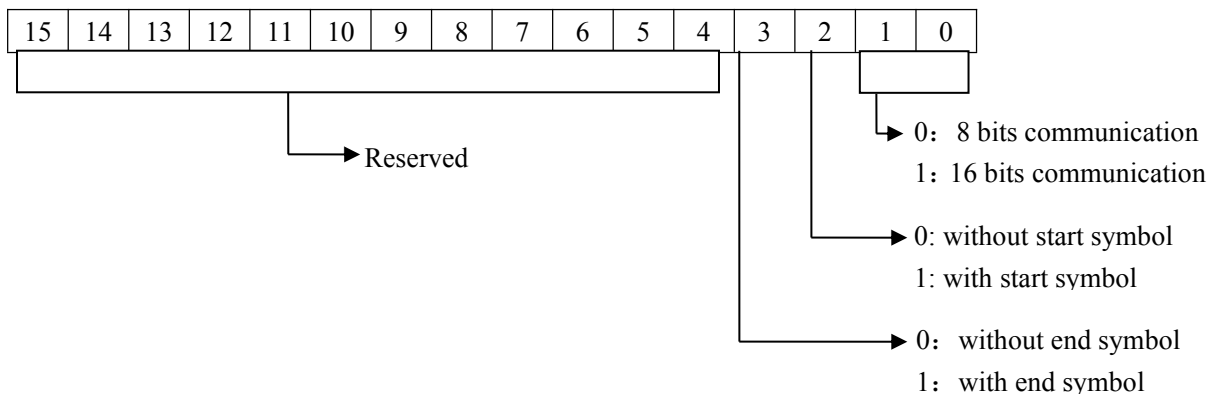 15 14 13 12 11 10 9 8 7 6 5 4 3 2 1 0
0： 8 bits communication
Reserved
1：16 bits communication
0: without start symbol
1: with start symbol
0： without end symbol
1： with end symbol